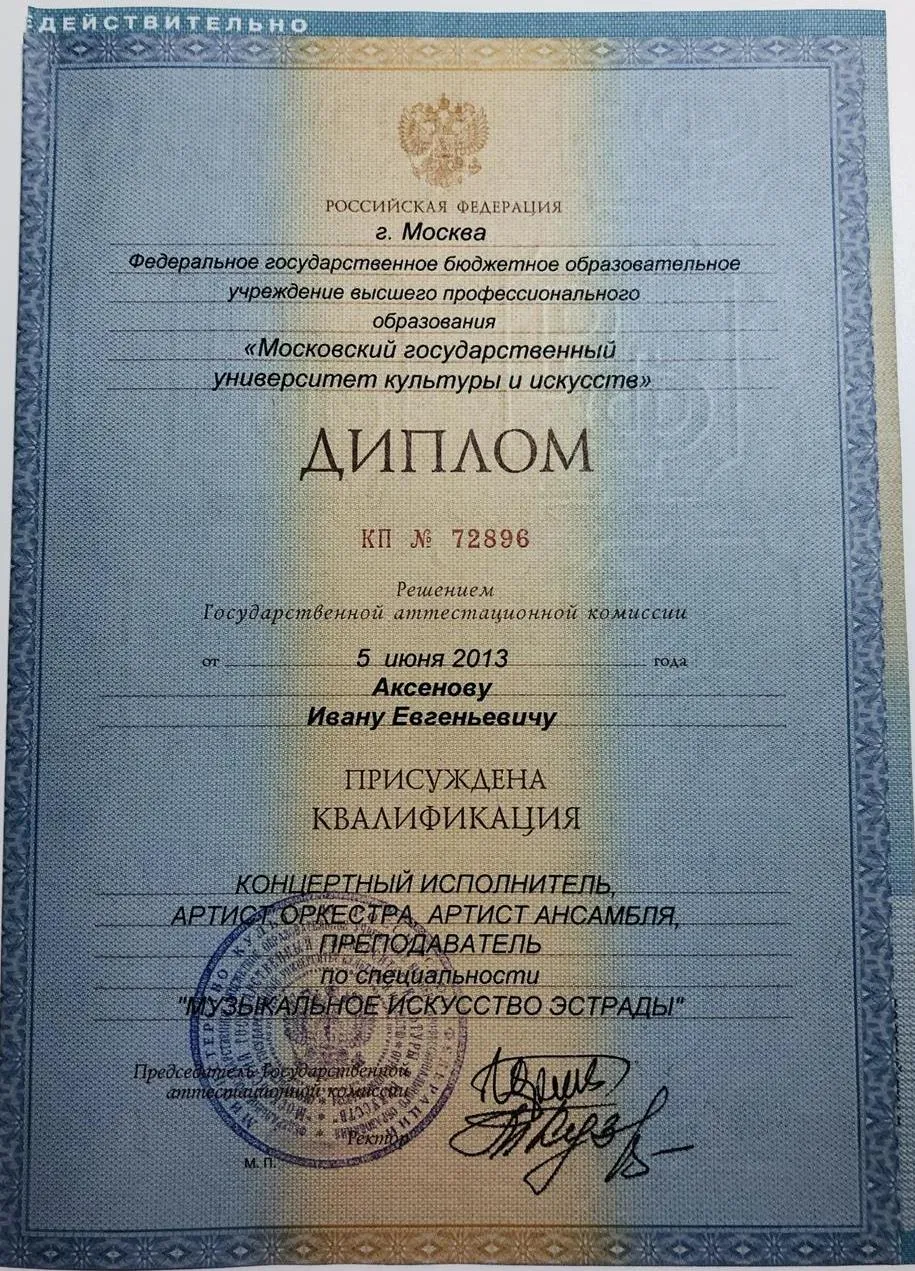 ДЕЙСТВИТЕЛЬНО
РОССИЙСКАЯ ФЕДЕРАЦИЯ
г. Москва
Федеральное государственное бюджетное образовательное
учреждение высшего профессионального
образования
«Московский государственный
университет культуры и искусств»
ДИПЛОМ
КП № 72896
Решением
Государственной аттестационной комиссии
от 5 июня 2013 года
Аксенову
Ивану Евгеньевичу
ПРИСУЖДЕНА
КВАЛИФИКАЦИЯ
КОНЦЕРТНЫЙ ИСПОЛНИТЕЛЬ,
АРТИСТ ОРКЕСТРА, АРТИСТ АНСАМБЛЯ,
ПРЕПОДАВАТЕЛЬ
по специальности
"МУЗЫКАЛЬНОЕ ИСКУССТВО ЭСТРАДЫ"
Председатель Государственной
аттестационной комиссии
Ректор
М. П.